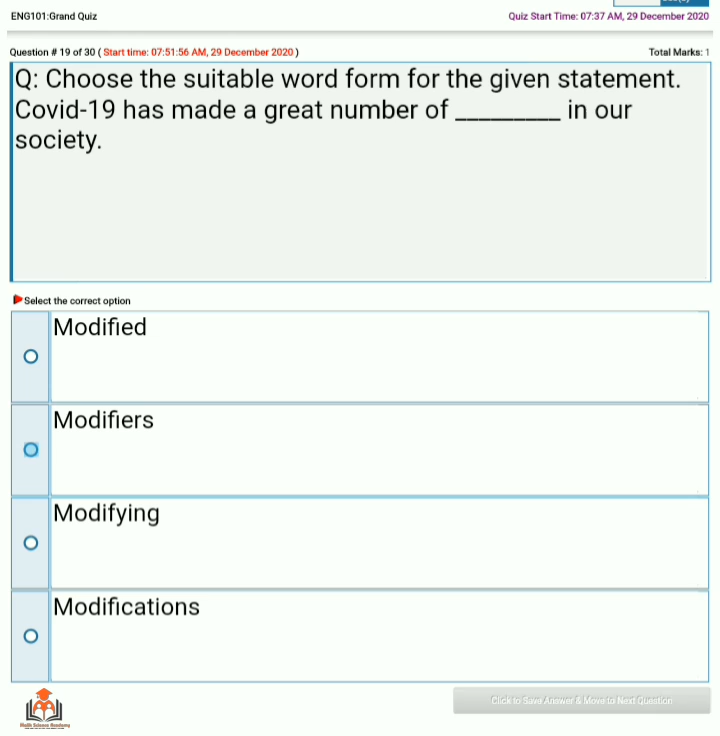 ENG101:Grand Quiz
Quiz Start Time: 07:37 AM, 29 December 2020
Question # 19 of 30 ( Start time: 07:51:56 AM, 29 December 2020 )
Total Marks: 1
Q: Choose the suitable word form for the given statement.
Covid-19 has made a great number of _________ in our
society.
Select the correct option
Modified
Modifiers
Modifying
Modifications
Click to Save Answer & Move to Next Question
Math Science Academy